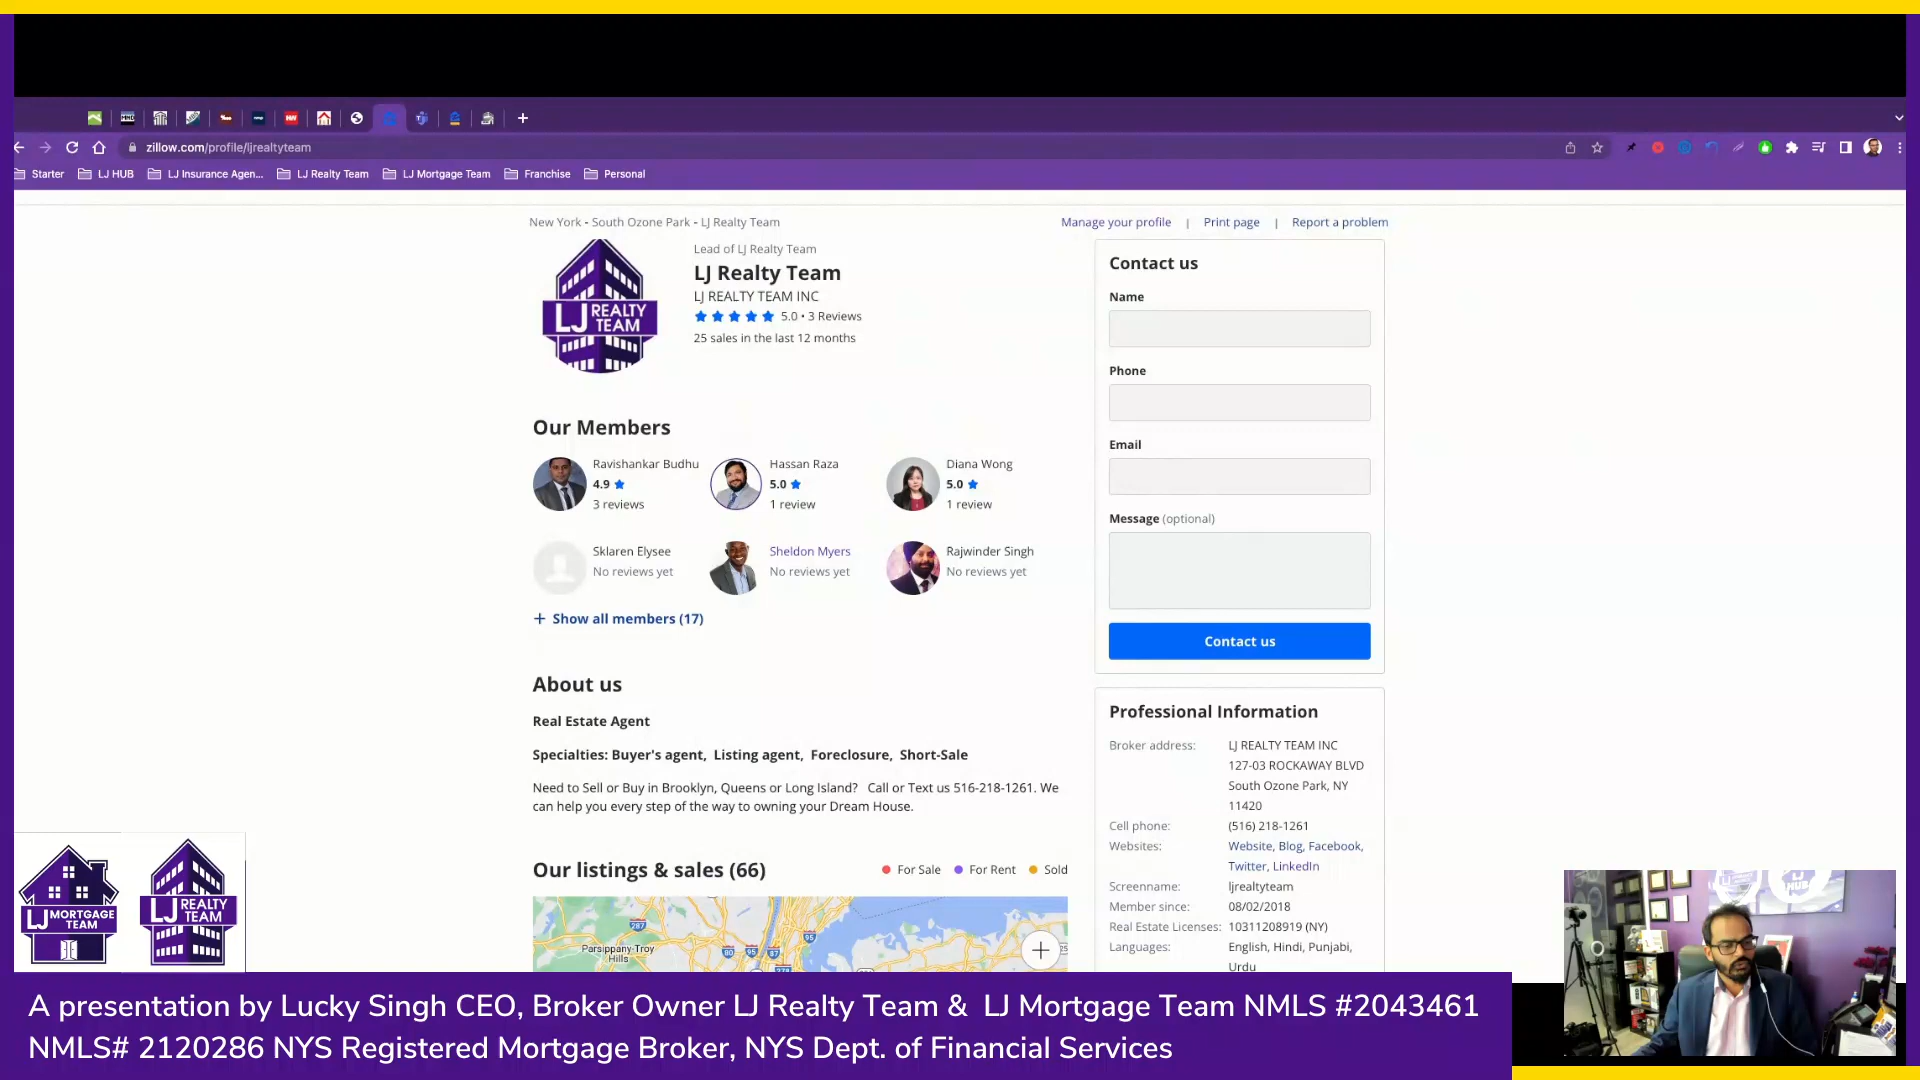 zillow.com/profile/ljrealtyteam
Starter
LJ HUB
LJ Insurance Agen...
LJ Realty Team
LJ Mortgage Team
Franchise
Personal
New York - South Ozone Park - LJ Realty Team
Manage your profile | Print page | Report a problem
LJ REALTY
TEAM
Lead of LJ Realty Team
LJ Realty Team
LJ REALTY TEAM INC
5.0 • 3 Reviews
25 sales in the last 12 months
Our Members
Ravishankar Budhu
4.9
3 reviews
Hassan Raza
5.0
1 review
Diana Wong
5.0
1 review
Sklaren Elysee
No reviews yet
Sheldon Myers
No reviews yet
Rajwinder Singh
No reviews yet
+ Show all members (17)
About us
Real Estate Agent
Specialties: Buyer's agent, Listing agent, Foreclosure, Short-Sale
Need to Sell or Buy in Brooklyn, Queens or Long Island? Call or Text us 516-218-1261. We
can help you every step of the way to owning your Dream House.
Our listings & sales (66)
For Sale
For Rent
Sold
Parsippany-Troy
Hills
287
80
95
87
95
278
Contact us
Name
Phone
Email
Message (optional)
Contact us
Professional Information
Broker address: LJ REALTY TEAM INC
127-03 ROCKAWAY BLVD
South Ozone Park, NY
11420
Cell phone: (516) 218-1261
Websites: Website, Blog, Facebook,
Twitter, LinkedIn
Screenname: ljrealtyteam
Member since: 08/02/2018
Real Estate Licenses: 10311208919 (NY)
Languages: English, Hindi, Punjabi,
Urdu
LJ MORTGAGE
TEAM
LJ REALTY
TEAM
LJ
HUB
A presentation by Lucky Singh CEO, Broker Owner LJ Realty Team & LJ Mortgage Team NMLS #2043461
NMLS# 2120286 NYS Registered Mortgage Broker, NYS Dept. of Financial Services